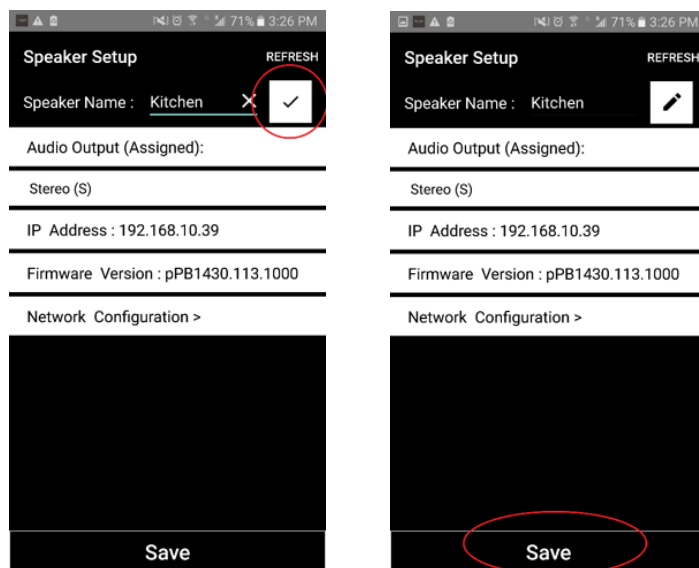 71% 3:26 PM
Speaker Setup REFRESH
Speaker Name : Kitchen
Audio Output (Assigned):
Stereo (S)
IP Address : 192.168.10.39
Firmware Version : pPB1430.113.1000
Network Configuration >
Save
71% 3:26 PM
Speaker Setup REFRESH
Speaker Name : Kitchen
Audio Output (Assigned):
Stereo (S)
IP Address : 192.168.10.39
Firmware Version : pPB1430.113.1000
Network Configuration >
Save